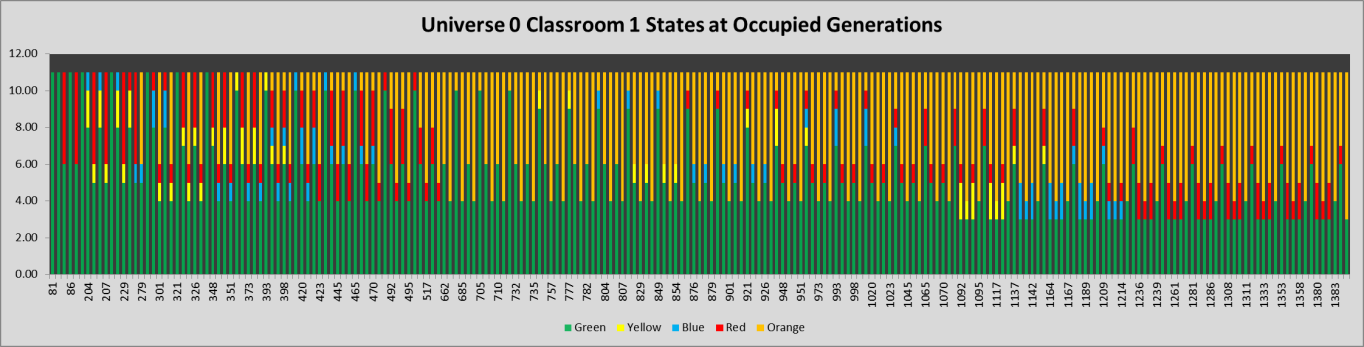 Universe 0 Classroom 1 States at Occupied Generations
12.00
10.00
8.00
6.00
4.00
2.00
0.00
81 86 204 207 229 279 301 321 326 348 351 373 393 398 420 423 445 465 470 492 495 517 662 685 705 710 732 735 757 777 782 804 807 829 849 854 876 879 901 921 926 948 951 973 993 998 1020 1023 1045 1065 1070 1092 1095 1117 1137 1142 1164 1167 1189 1209 1214 1236 1239 1261 1281 1286 1308 1311 1333 1353 1358 1380 1383
Green Yellow Blue Red Orange